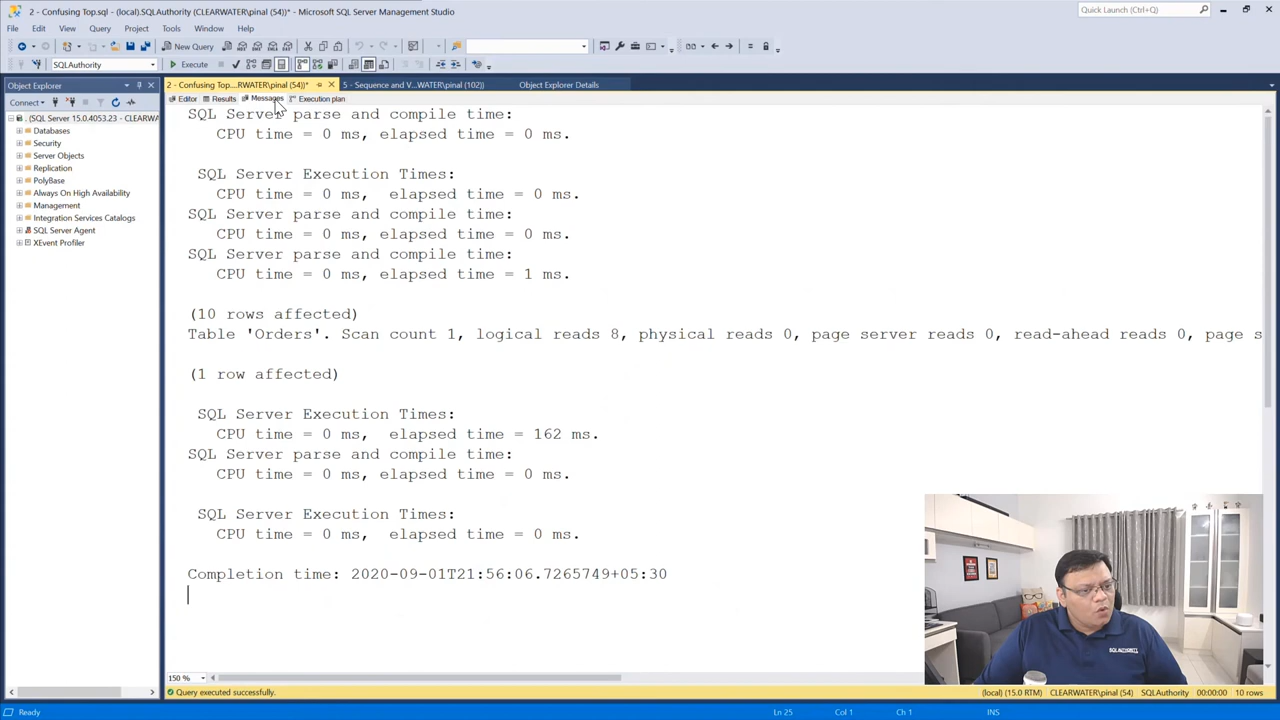 2 - Confusing Top.sql - (local).SQLAuthority (CLEARWATER\pinal (54))* - Microsoft SQL Server Management Studio
Quick Launch (Ctrl+Q)
File Edit View Query Project Tools Window Help
New Query
SQLAuthority
Execute
Object Explorer
2 - Confusing Top....RWATER\pinal (54))*
5 - Sequence and V...WATER\pinal (102))
Object Explorer Details
Connect
Editor Results Messages Execution plan
. (SQL Server 15.0.4053.23 - CLEARWA
Databases
Security
Server Objects
Replication
PolyBase
Always On High Availability
Management
Integration Services Catalogs
SQL Server Agent
XEvent Profiler
SQL Server parse and compile time:
CPU time = 0 ms, elapsed time = 0 ms.
SQL Server Execution Times:
CPU time = 0 ms, elapsed time = 0 ms.
SQL Server parse and compile time:
CPU time = 0 ms, elapsed time = 0 ms.
SQL Server parse and compile time:
CPU time = 0 ms, elapsed time = 1 ms.
(10 rows affected)
Table 'Orders'. Scan count 1, logical reads 8, physical reads 0, page server reads 0, read-ahead reads 0, page s
(1 row affected)
SQL Server Execution Times:
CPU time = 0 ms, elapsed time = 162 ms.
SQL Server parse and compile time:
CPU time = 0 ms, elapsed time = 0 ms.
SQL Server Execution Times:
CPU time = 0 ms, elapsed time = 0 ms.
Completion time: 2020-09-01T21:56:06.7265749+05:30
SQLAUTHORITY
150 %
Query executed successfully.
(local) (15.0 RTM) CLEARWATER\pinal (54) SQLAuthority 00:00:00 10 rows
Ready
Ln 25 Col 1 Ch 1 INS